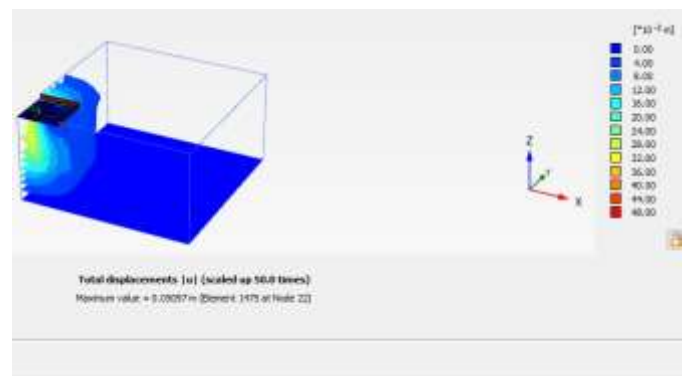 [*10⁻³ m]
0.00
4.00
8.00
12.00
16.00
20.00
24.00
28.00
32.00
36.00
40.00
44.00
48.00
Z
Y
X
Total displacements |u| (scaled up 50.0 times)
Maximum value = m (Element 1475 at Node 22)